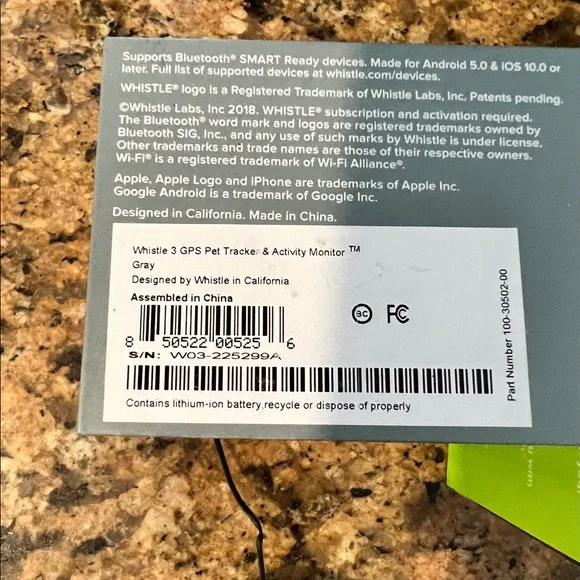 Supports Bluetooth® SMART Ready devices. Made for Android 5.0 & iOS 10.0 or
later. Full list of supported devices at whistle.com/devices.
WHISTLE® logo is a Registered Trademark of Whistle Labs, Inc. Patents pending.
©Whistle Labs, Inc 2018. WHISTLE® subscription and activation required.
The Bluetooth® word mark and logos are registered trademarks owned by
Bluetooth SIG, Inc., and any use of such marks by Whistle is under license.
Other trademarks and trade names are those of their respective owners.
Wi-Fi® is a registered trademark of Wi-Fi Alliance®.
Apple, Apple Logo and iPhone are trademarks of Apple Inc.
Google Android is a trademark of Google Inc.
Designed in California. Made in China.
Whistle 3 GPS Pet Tracker & Activity Monitor ™
Gray
Designed by Whistle in California
Assembled in China
BC FC
8 50522 00525 6
S/N: W03-225299A
Contains lithium-ion battery,recycle or dispose of properly
Part Number 100-30502-00